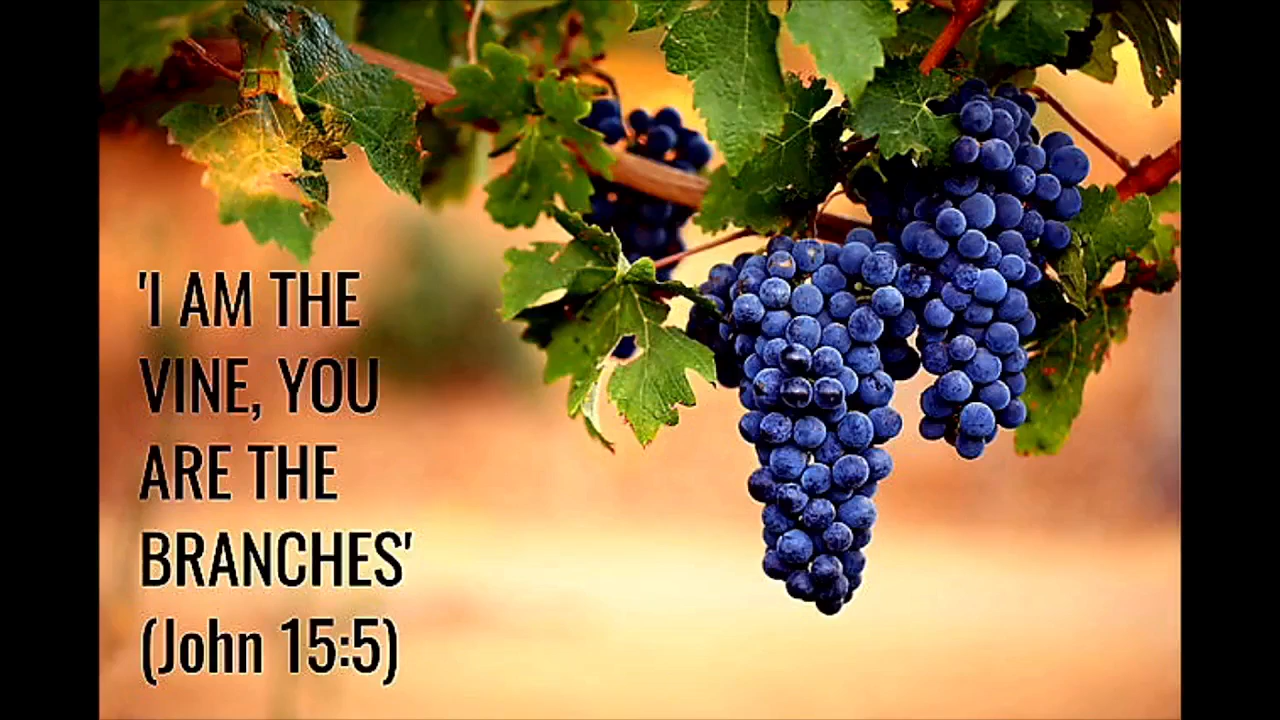 'I AM THE
VINE, YOU
ARE THE
BRANCHES'
(John 15:5)